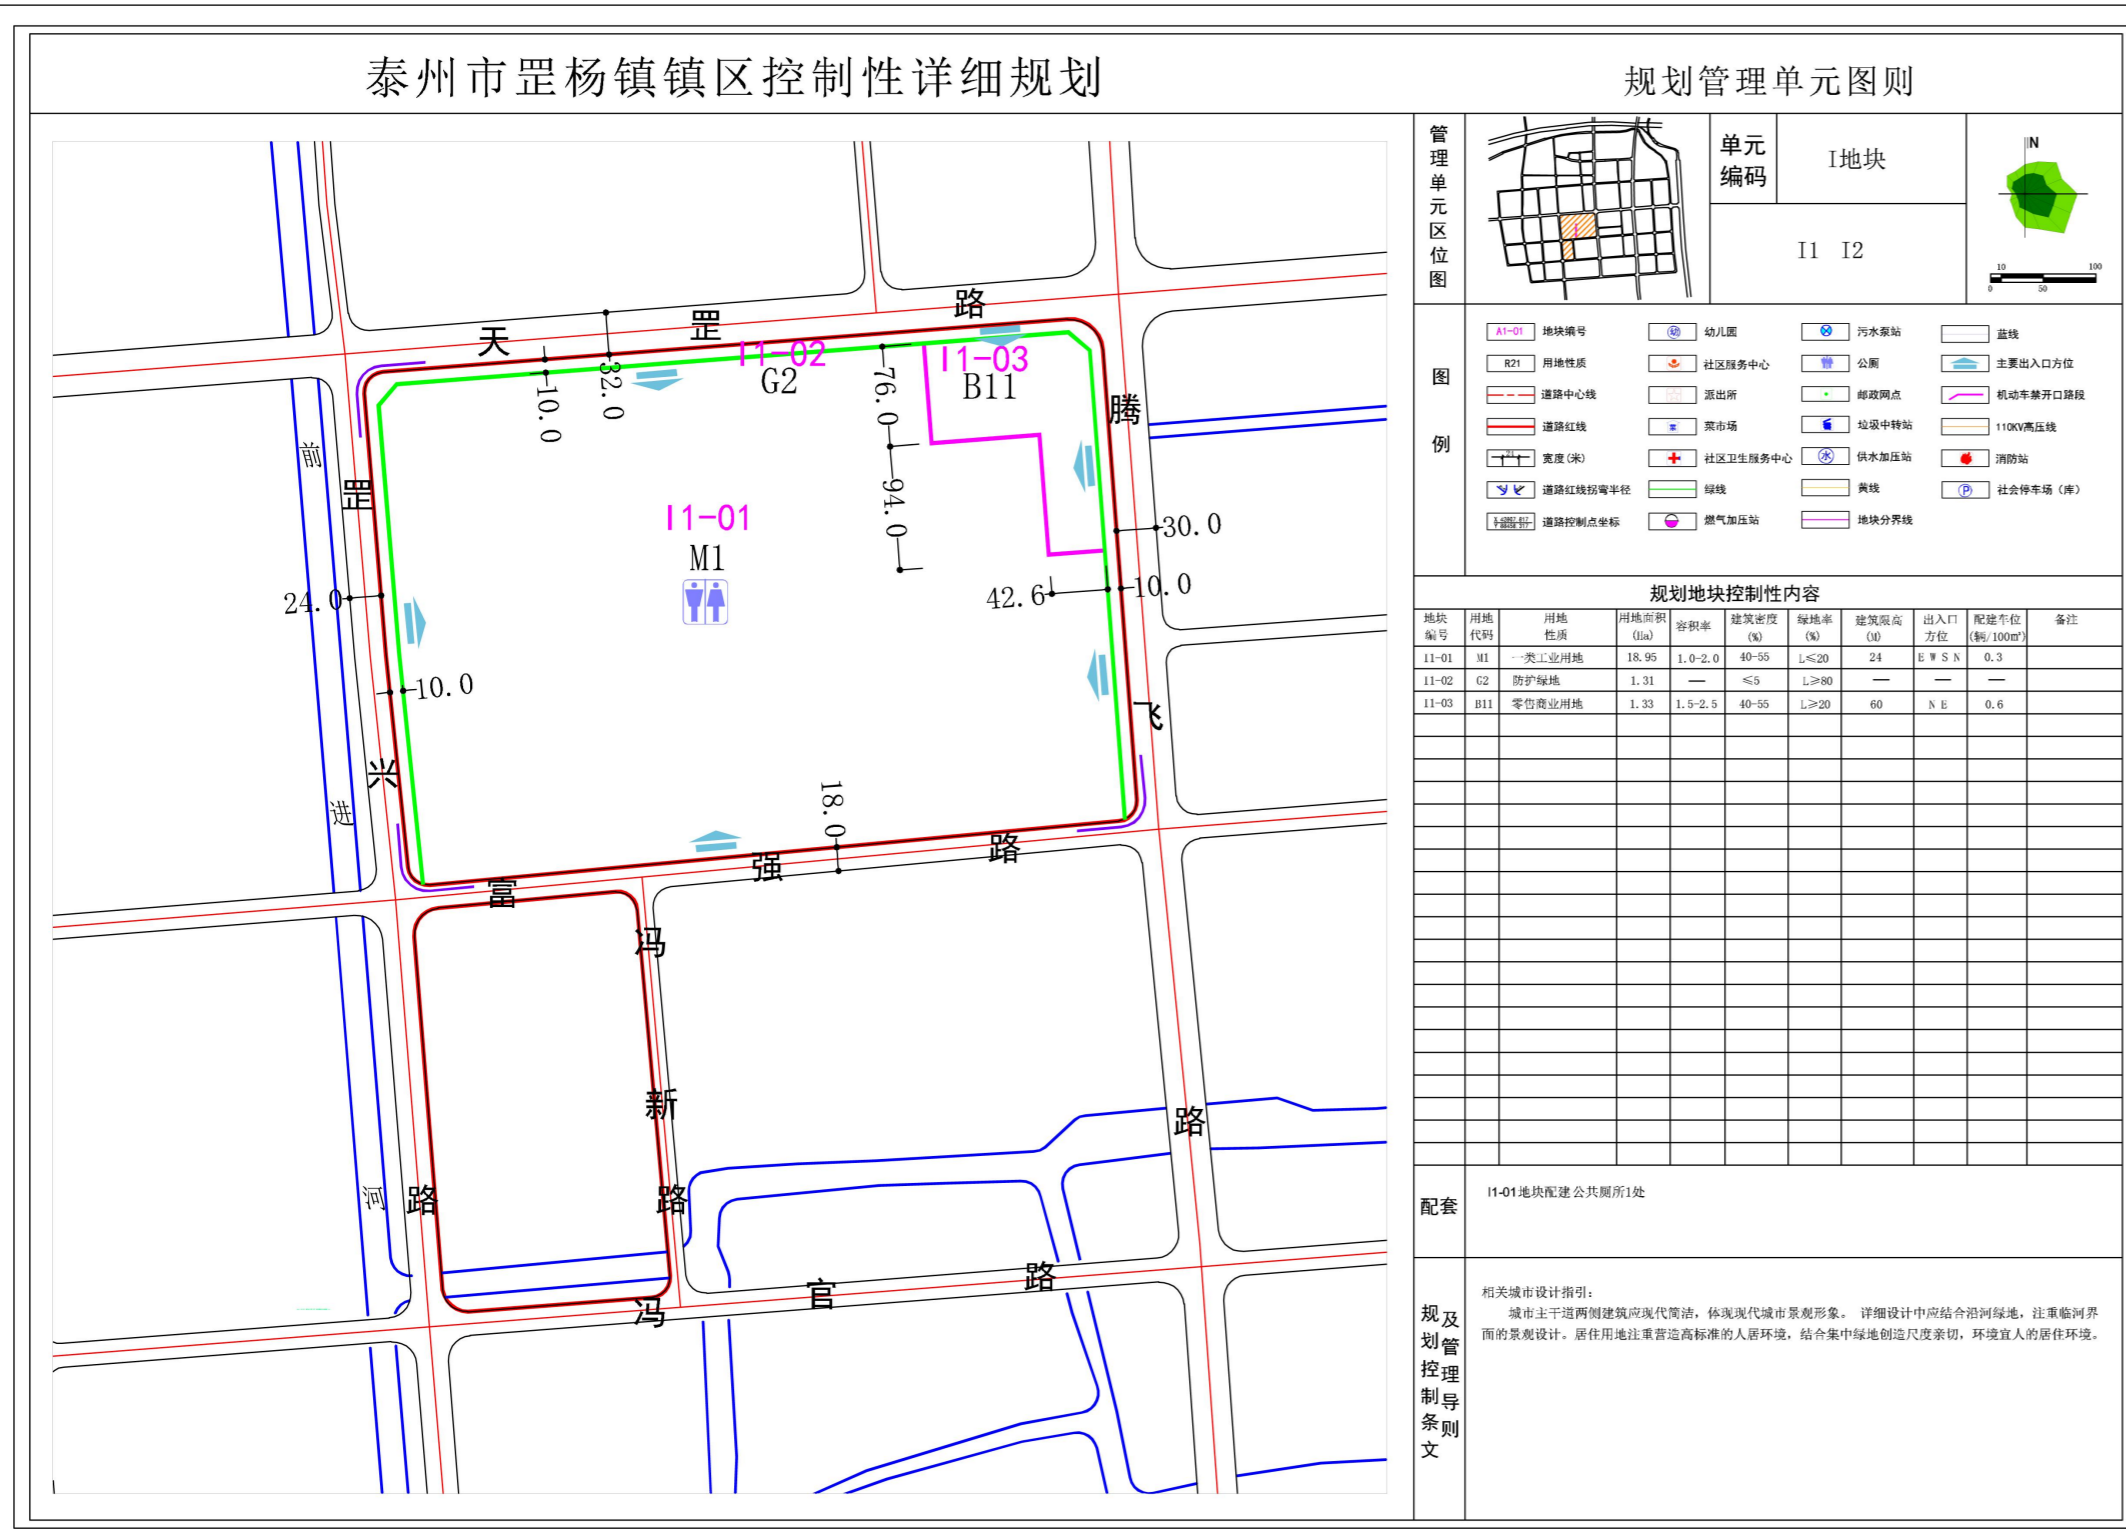 泰州市罡杨镇镇区控制性详细规划
规划管理单元图则
天罡路
I1-02
G2
I1-03
B11
32.0
10.0
76.0
94.0
腾飞路
前进河
罡兴路
I1-01
M1
30.0
24.0
42.6
10.0
10.0
18.0
富强路
冯新路
冯官路
管理单元区位图
I
单元
编码
I地块
I1 I2
N
10 100
0 50
图例
A1-01 地块编号
幼 幼儿园
污水泵站
蓝线
R21 用地性质
社区服务中心
公厕
主要出入口方位
道路中心线
派出所
邮政网点
机动车禁开口路段
道路红线
菜市场
垃圾中转站
110KV高压线
宽度(米)
社区卫生服务中心
水 供水加压站
消防站
道路红线拐弯半径
绿线
黄线
P 社会停车场（库）
道路控制点坐标
燃气加压站
地块分界线
规划地块控制性内容
地块编号 用地代码 用地性质 用地面积(Ha) 容积率 建筑密度(%) 绿地率(%) 建筑限高(M) 出入口方位 配建车位(辆/100㎡) 备注
I1-01 M1 一类工业用地 18.95 1.0-2.0 40-55 L≤20 24 E W S N 0.3
I1-02 G2 防护绿地 1.31 — ≤5 L≥80 — — —
I1-03 B11 零售商业用地 1.33 1.5-2.5 40-55 L≥20 60 N E 0.6
配套
I1-01地块配建公共厕所1处
规划控制条文及管理导则
相关城市设计指引：
城市主干道两侧建筑应现代简洁，体现现代城市景观形象。 详细设计中应结合沿河绿地，注重临河界
面的景观设计。居住用地注重营造高标准的人居环境，结合集中绿地创造尺度亲切，环境宜人的居住环境。